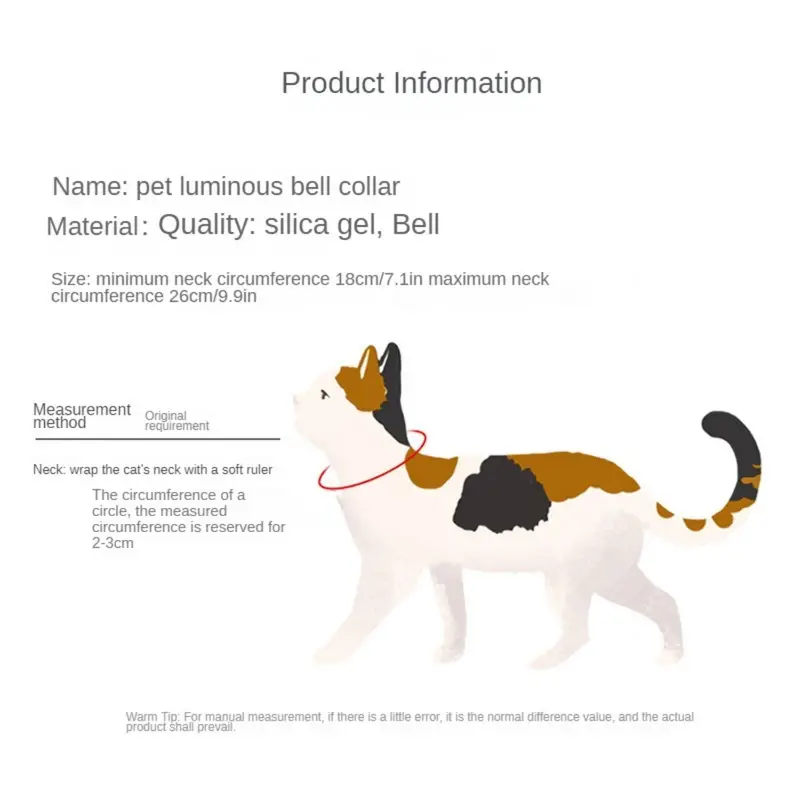 Product Information
Name: pet luminous bell collar
Material: Quality: silica gel, Bell
Size: minimum neck circumference 18cm/7.1in maximum neck
circumference 26cm/9.9in
Measurement
method
Original
requirement
Neck: wrap the cat's neck with a soft ruler
The circumference of a
circle, the measured
circumference is reserved for
2-3cm
Warm Tip: For manual measurement, if there is a little error, it is the normal difference value, and the actual
product shall prevail.